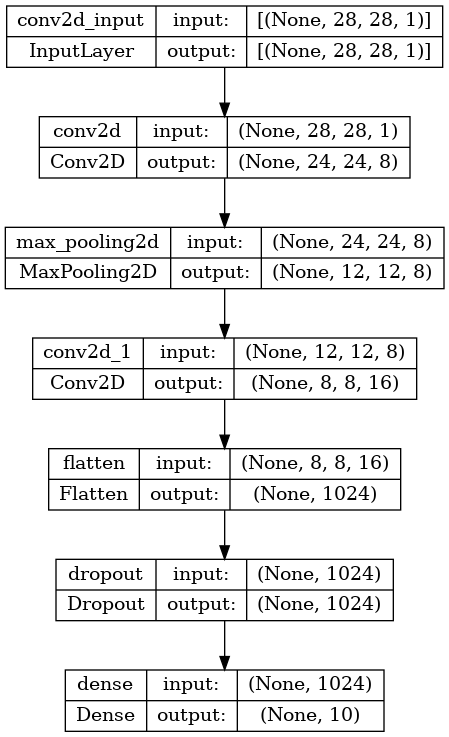 conv2d_input input: [(None, 28, 28, 1)]
InputLayer output: [(None, 28, 28, 1)]
conv2d input: (None, 28, 28, 1)
Conv2D output: (None, 24, 24, 8)
max_pooling2d input: (None, 24, 24, 8)
MaxPooling2D output: (None, 12, 12, 8)
conv2d_1 input: (None, 12, 12, 8)
Conv2D output: (None, 8, 8, 16)
flatten input: (None, 8, 8, 16)
Flatten output: (None, 1024)
dropout input: (None, 1024)
Dropout output: (None, 1024)
dense input: (None, 1024)
Dense output: (None, 10)